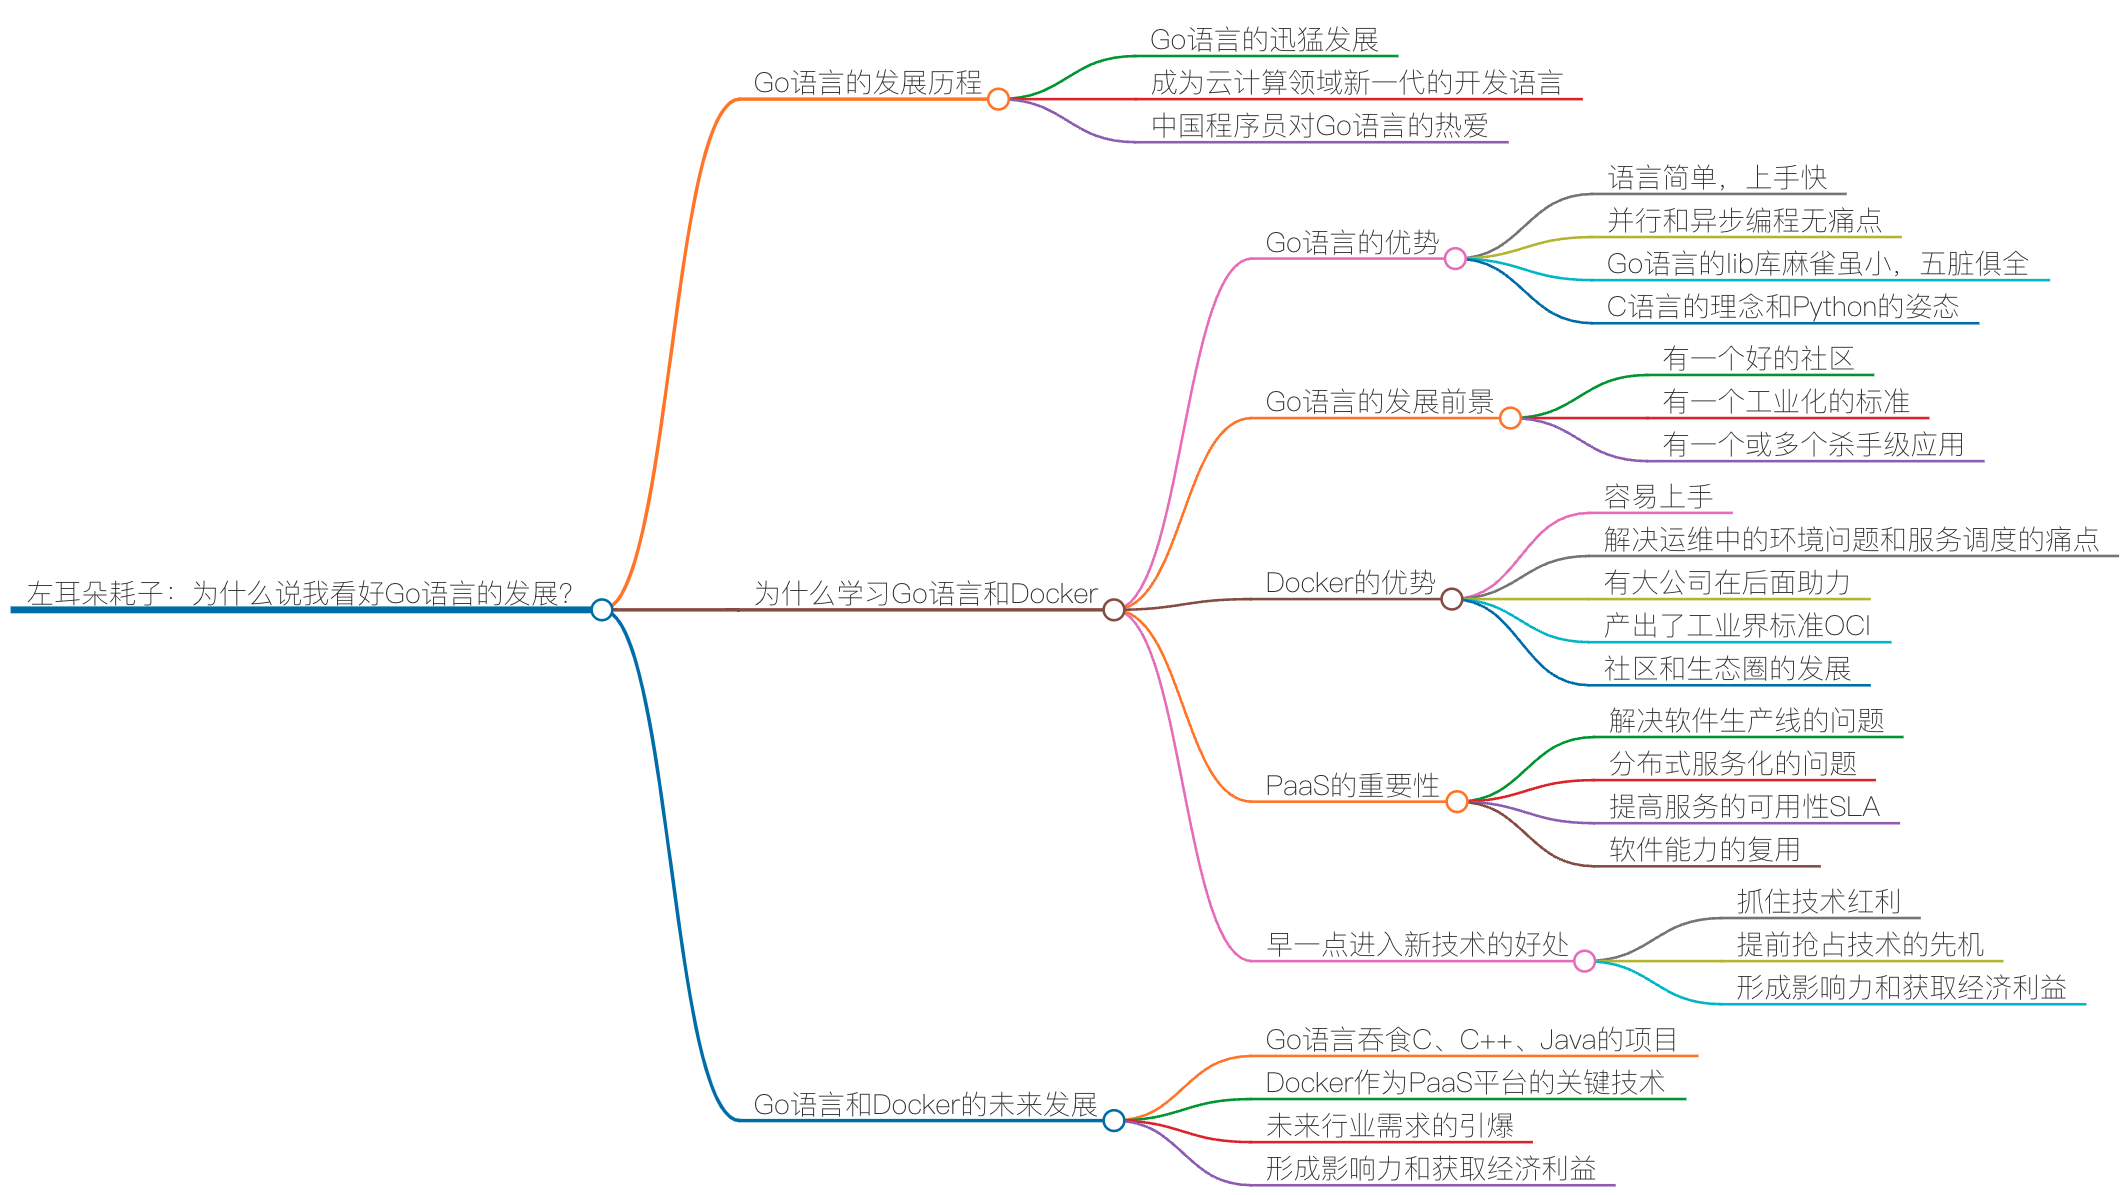 左耳朵耗子：为什么说我看好Go语言的发展？
Go语言的发展历程
Go语言的迅猛发展
成为云计算领域新一代的开发语言
中国程序员对Go语言的热爱
为什么学习Go语言和Docker
Go语言的优势
语言简单，上手快
并行和异步编程无痛点
Go语言的lib库麻雀虽小，五脏俱全
C语言的理念和Python的姿态
Go语言的发展前景
有一个好的社区
有一个工业化的标准
有一个或多个杀手级应用
Docker的优势
容易上手
解决运维中的环境问题和服务调度的痛点
有大公司在后面助力
产出了工业界标准OCI
社区和生态圈的发展
PaaS的重要性
解决软件生产线的问题
分布式服务化的问题
提高服务的可用性SLA
软件能力的复用
早一点进入新技术的好处
抓住技术红利
提前抢占技术的先机
形成影响力和获取经济利益
Go语言和Docker的未来发展
Go语言吞食C、C++、Java的项目
Docker作为PaaS平台的关键技术
未来行业需求的引爆
形成影响力和获取经济利益